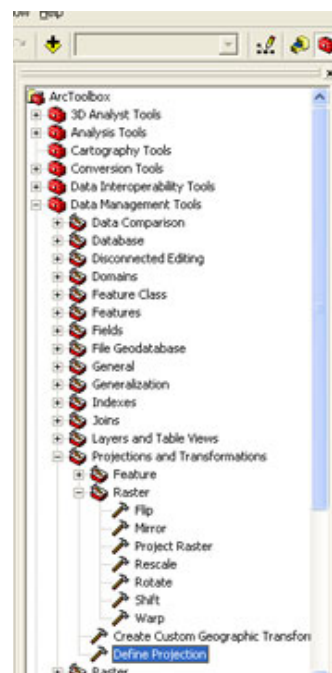 Help
ArcToolbox
3D Analyst Tools
Analysis Tools
Cartography Tools
Conversion Tools
Data Interoperability Tools
Data Management Tools
Data Comparison
Database
Disconnected Editing
Domains
Feature Class
Features
Fields
File Geodatabase
General
Generalization
Indexes
Joins
Layers and Table Views
Projections and Transformations
Feature
Raster
Flip
Mirror
Project Raster
Rescale
Rotate
Shift
Warp
Create Custom Geographic Transfon
Define Projection
Raster